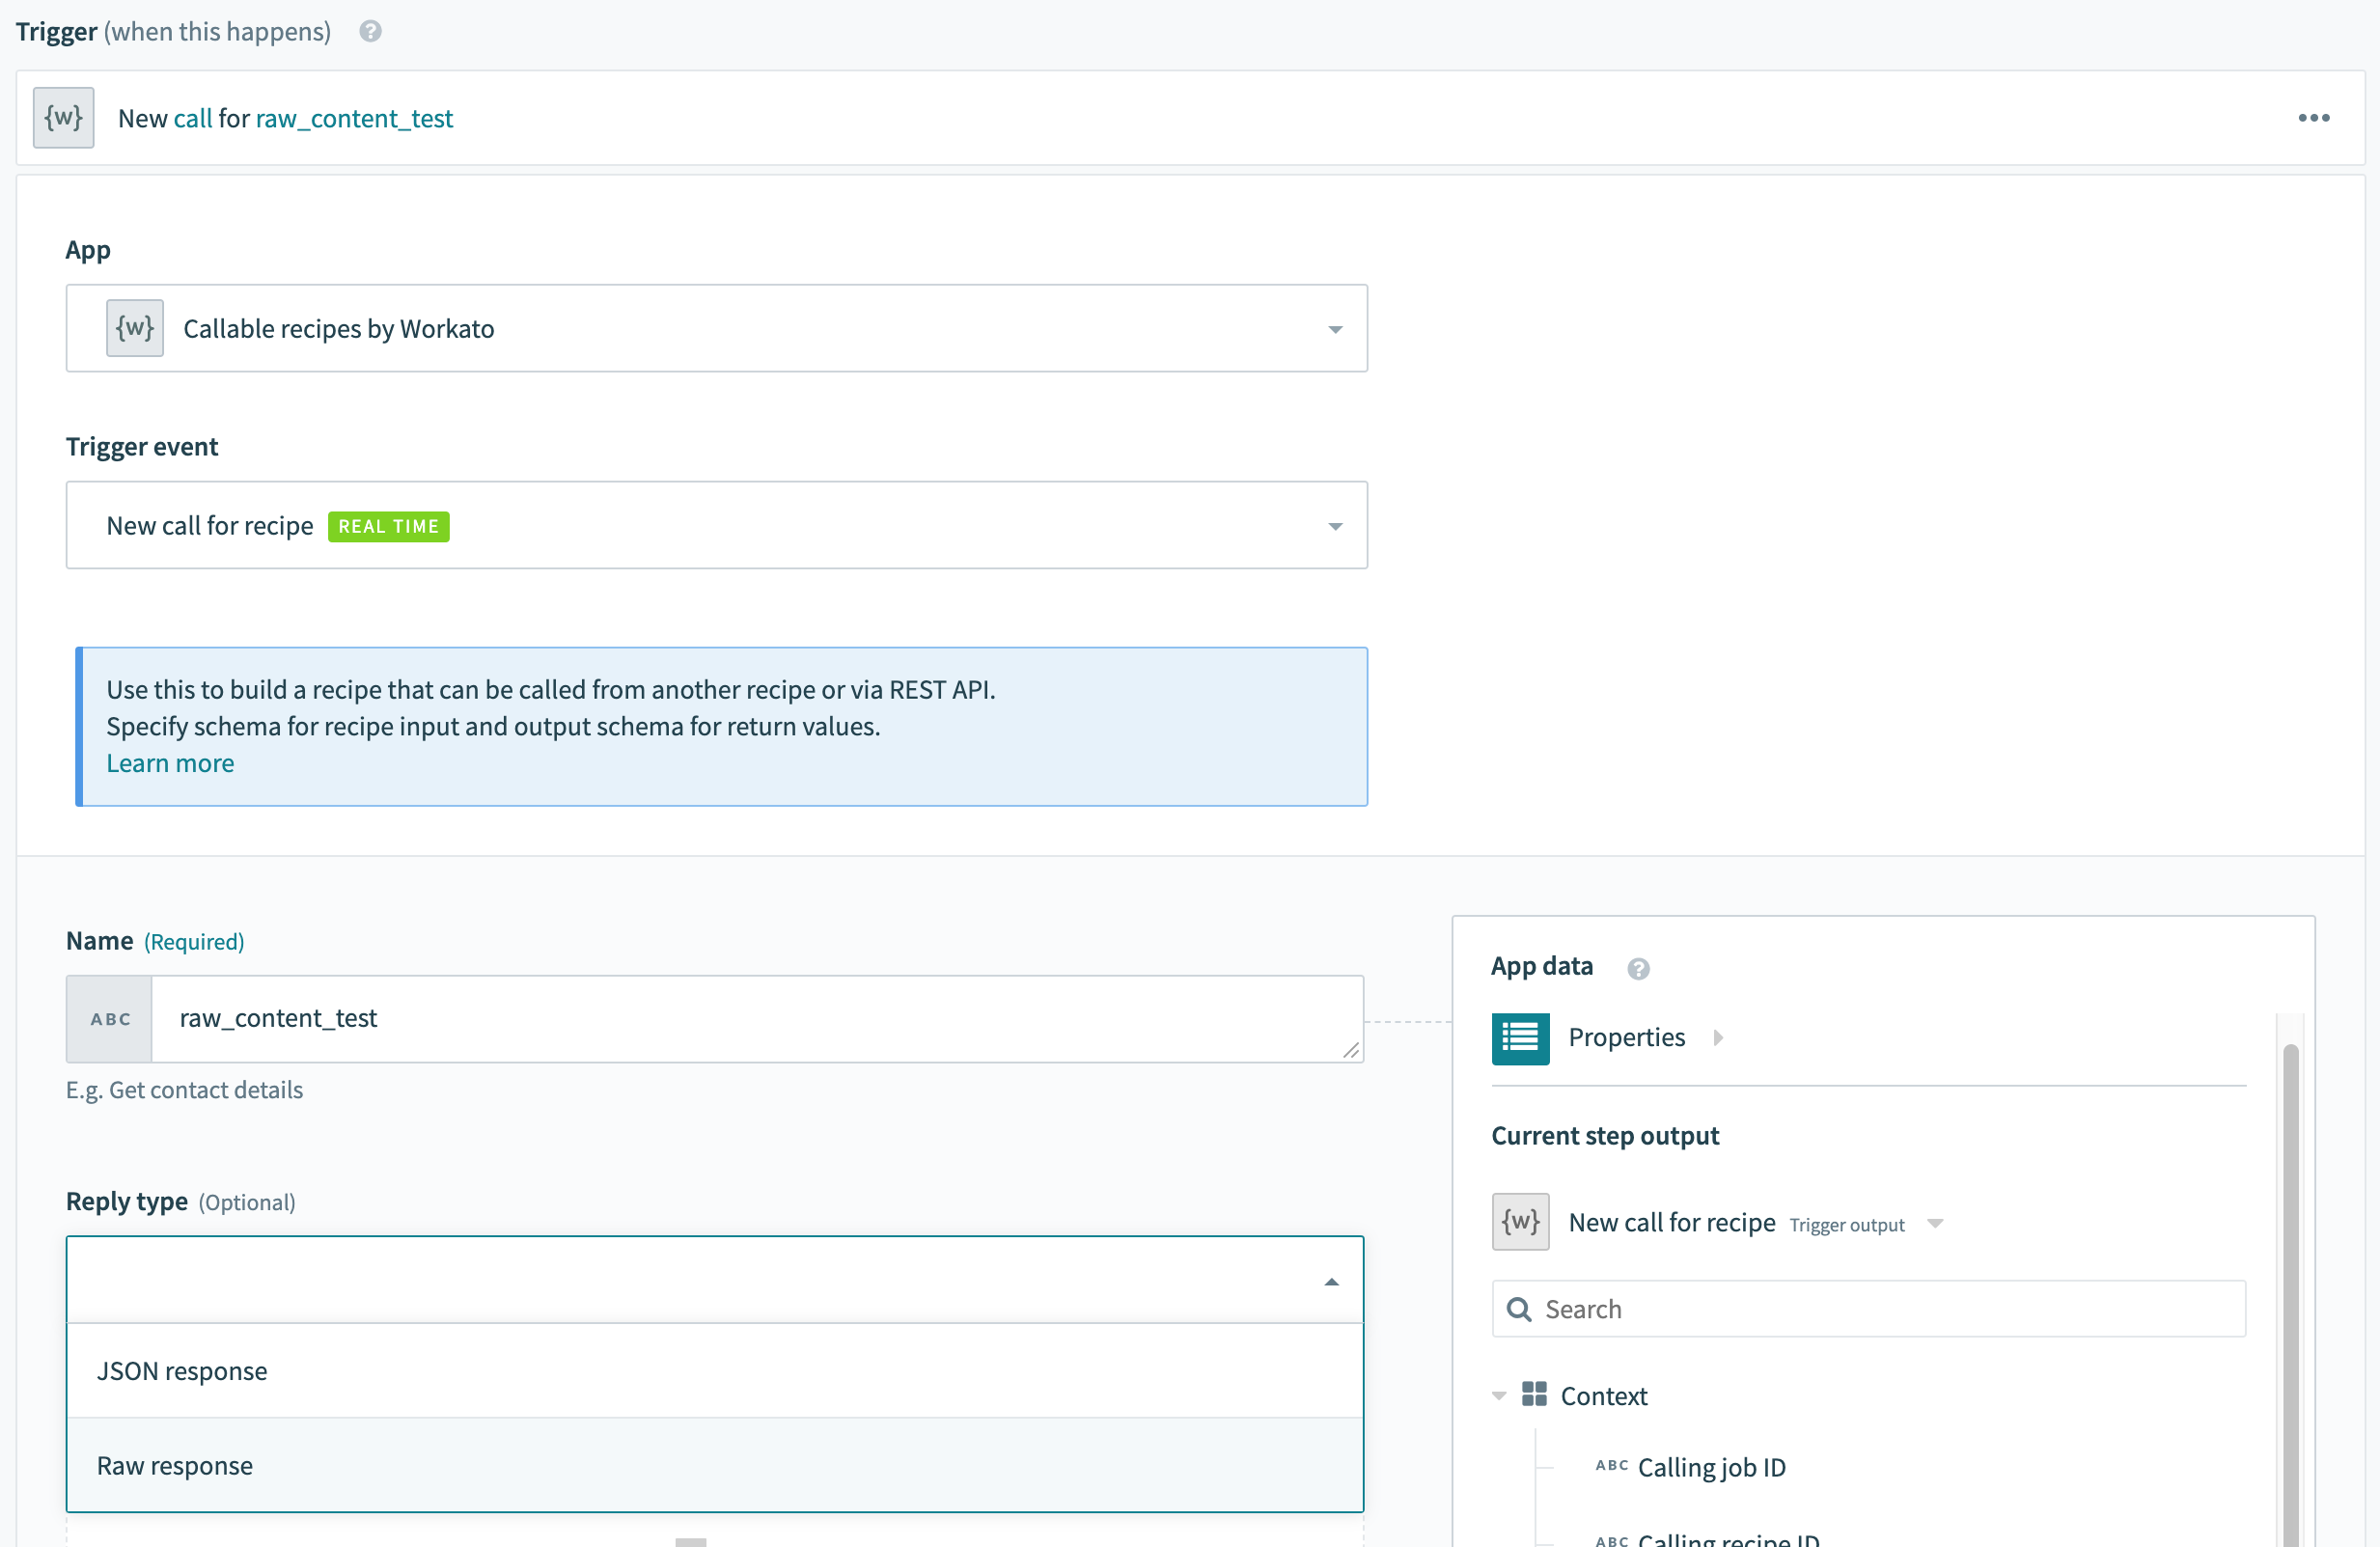 Trigger (when this happens) ?
{w} New call for raw_content_test
App
{w} Callable recipes by Workato
Trigger event
New call for recipe REAL TIME
Use this to build a recipe that can be called from another recipe or via REST API.
Specify schema for recipe input and output schema for return values.
Learn more
Name (Required)
ABC raw_content_test
E.g. Get contact details
Reply type (Optional)
JSON response
Raw response
App data ?
Properties
Current step output
{w} New call for recipe Trigger output
Search
Context
ABC Calling job ID
ABC Calling recipe ID